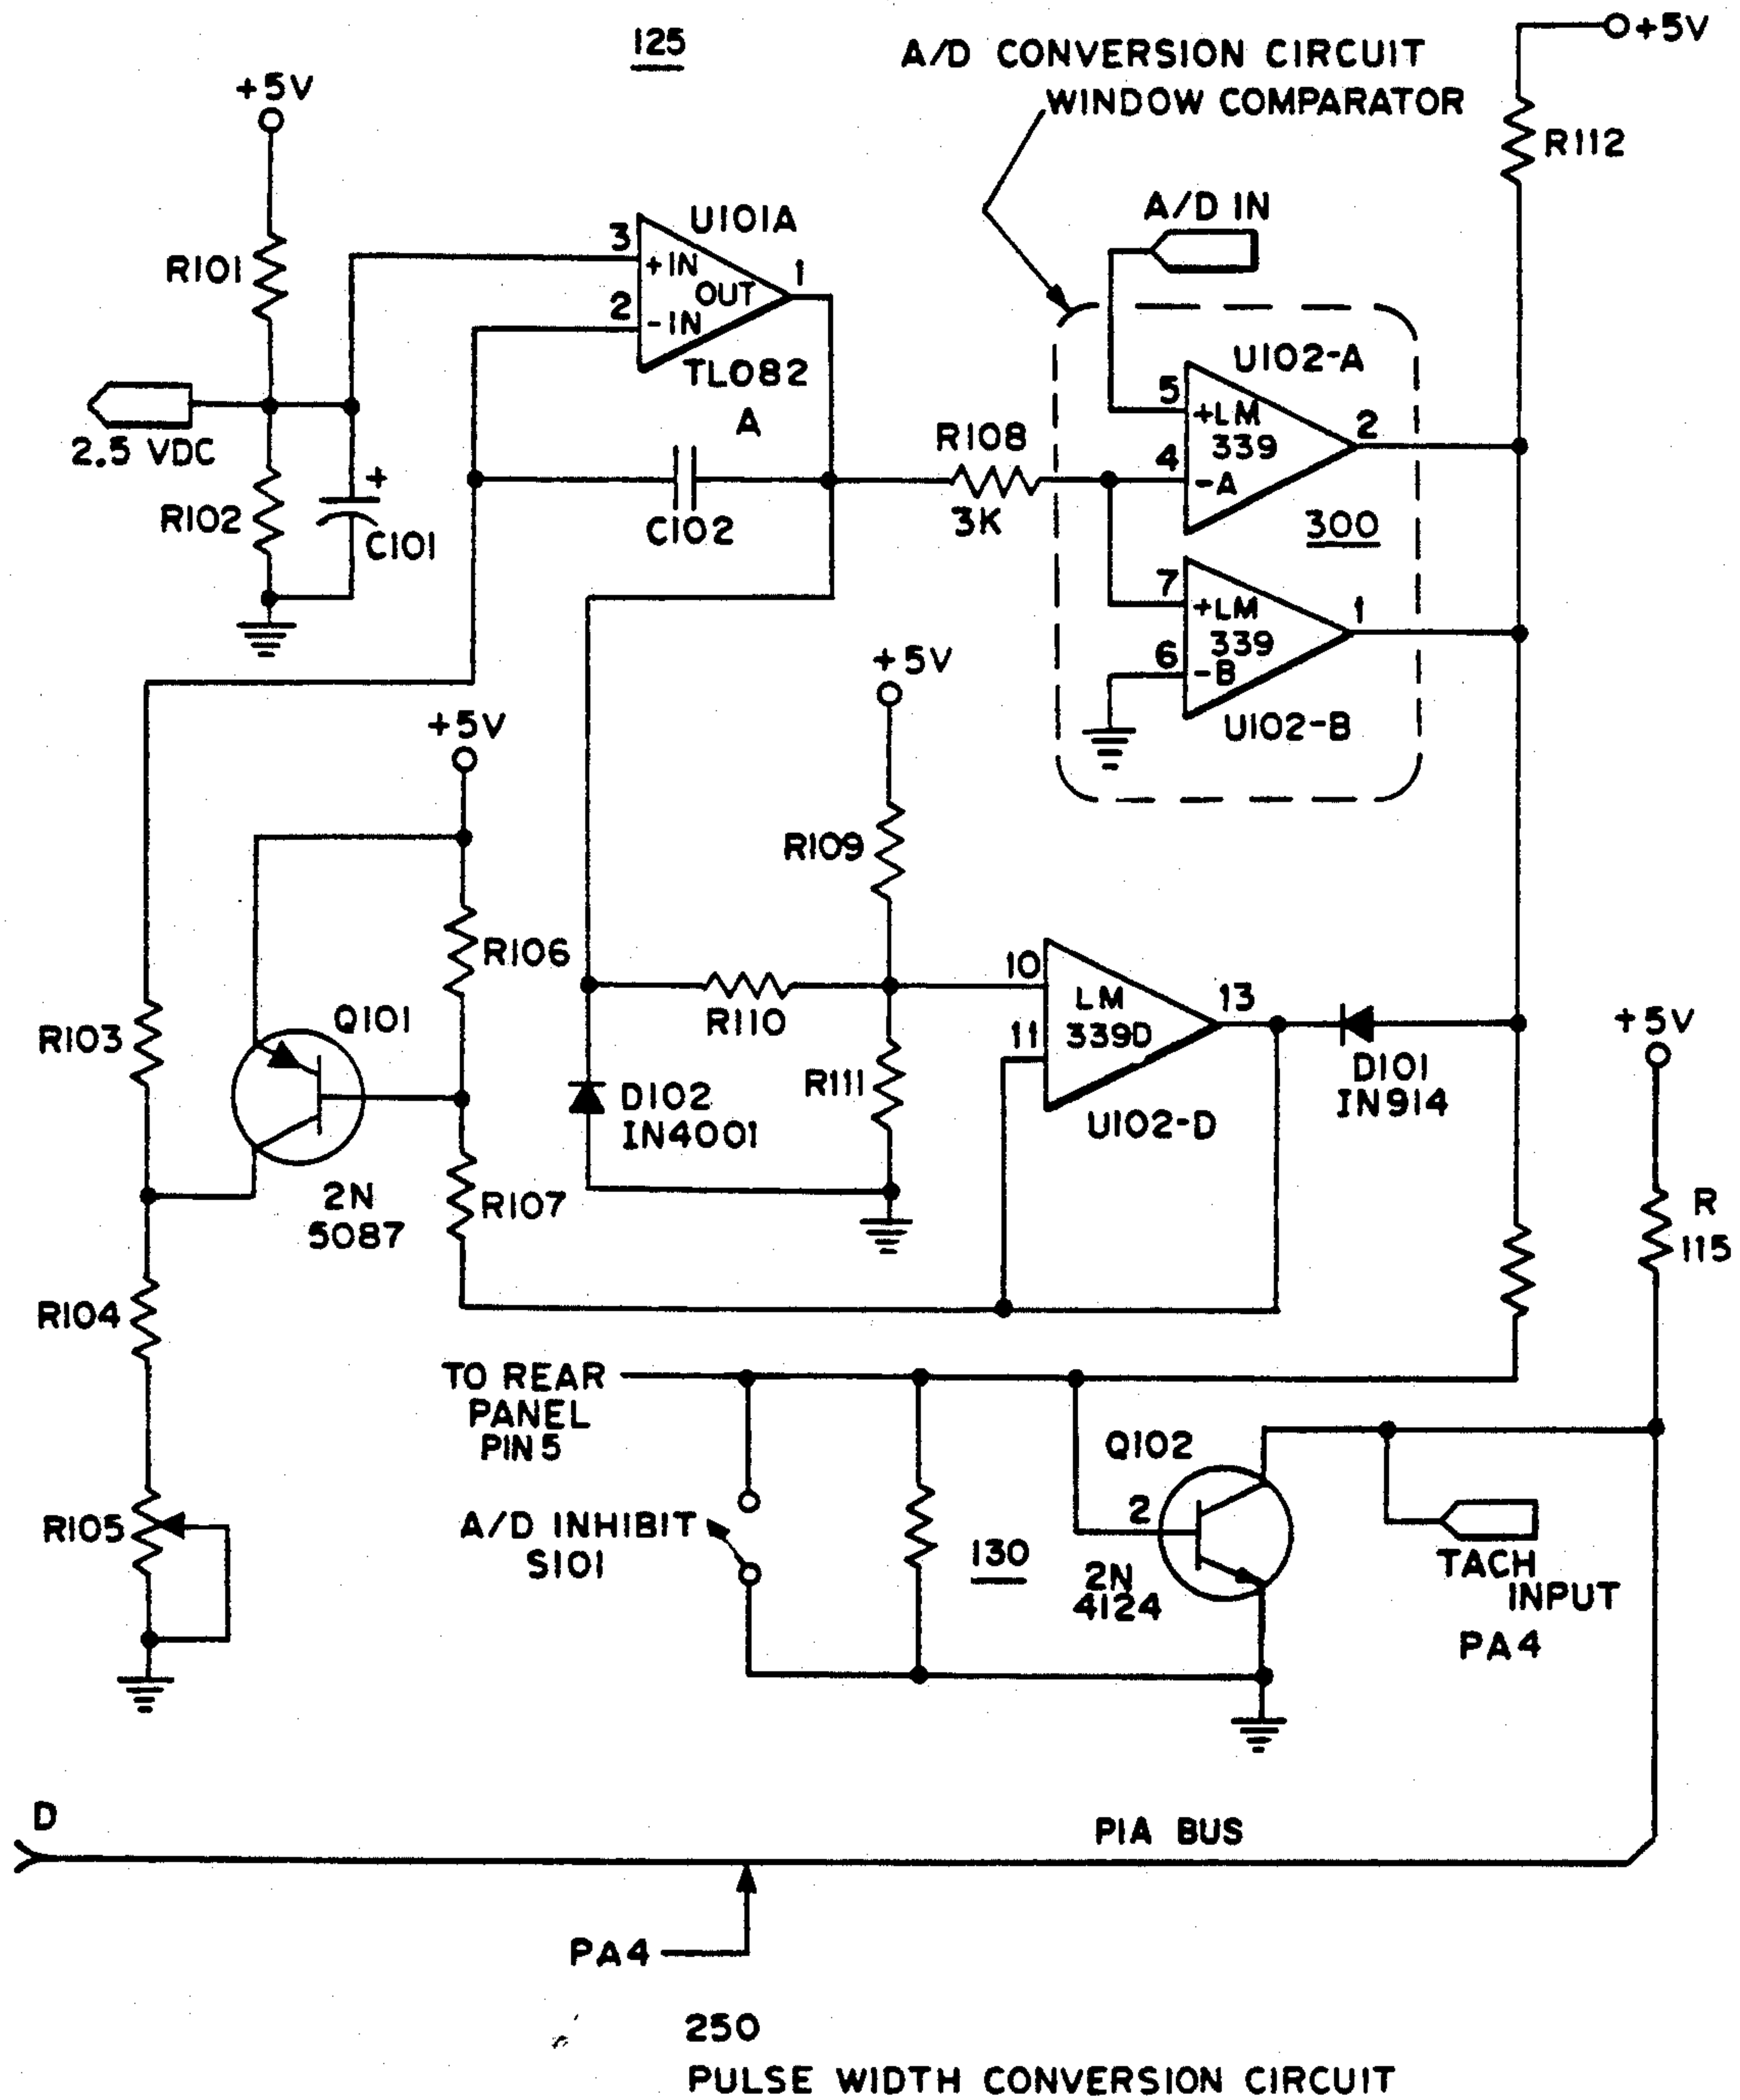 125
A/D CONVERSION CIRCUIT
WINDOW COMPARATOR
+5V
+5V
R112
A/D IN
U101A
3
+IN
1
R101
OUT
2
-IN
TL082
A
U102-A
5
+LM
339
2
4
-A
2.5 VDC
R108
3K
R102
+
C101
C102
300
7
+LM
339
1
6
-B
U102-B
+5V
+5V
R109
R106
Q101
R103
10
LM
339D
13
11
R110
R111
D102
IN4001
U102-D
D101
IN914
+5V
R
115
2N
5087
R107
R104
TO REAR
PANEL
PIN 5
Q102
R105
A/D INHIBIT
S101
130
2
2N
4124
TACH
INPUT
PA4
D
PIA BUS
PA4
250
PULSE WIDTH CONVERSION CIRCUIT